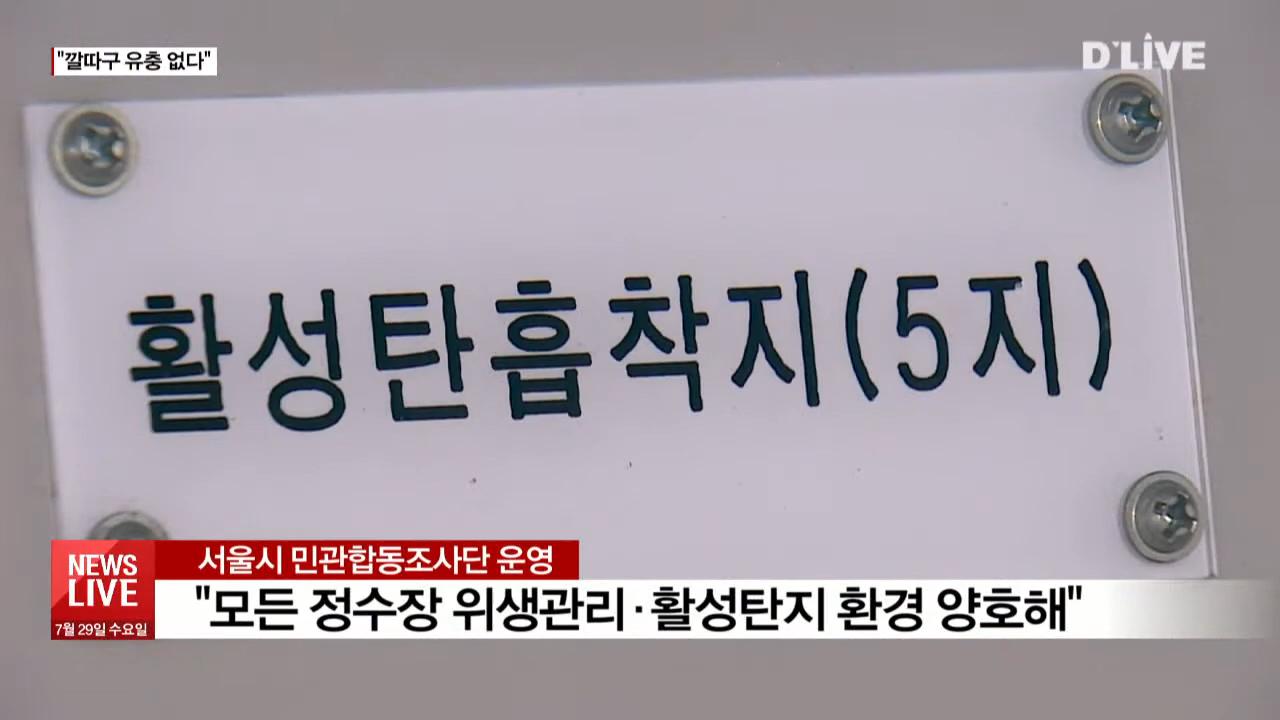 "깔따구 유충 없다"
D'LIVE
활성탄흡착지(5지)
서울시 민관합동조사단 운영
NEWS
LIVE
"모든 정수장 위생관리·활성탄지 환경 양호해"
7월 29일 수요일